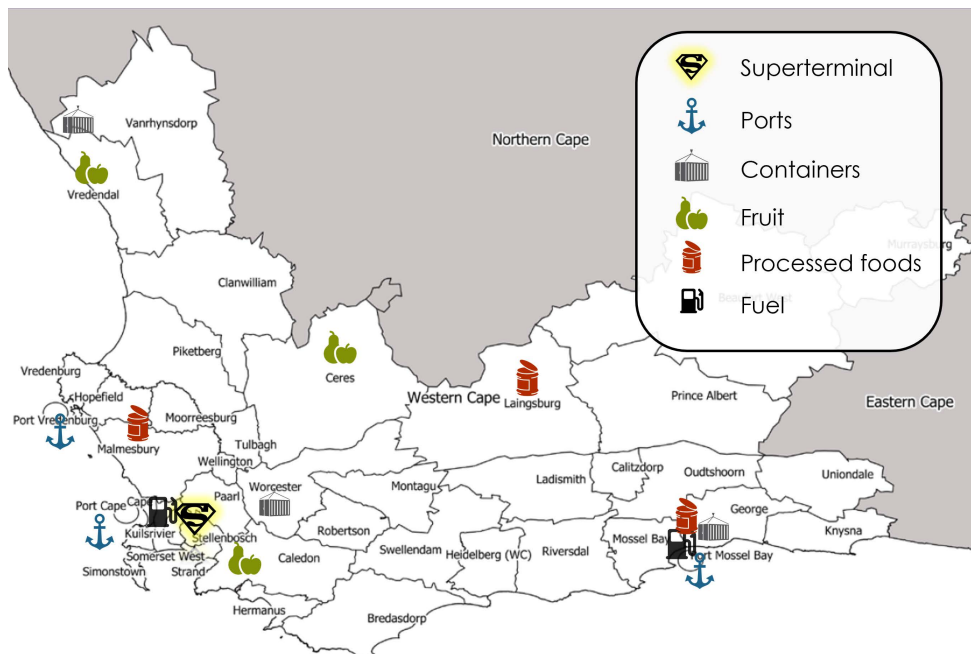 Superterminal
Ports
Containers
Fruit
Processed foods
Fuel
Northern Cape
Vanrhynsdorp
Vredendal
Clanwilliam
Murraysburg
Beaufort West
Piketberg
Vredenburg
Hopefield
Ceres
Western Cape
Laingsburg
Prince Albert
Eastern Cape
Port Vredenburg
Moorreesburg
Malmesbury
Tulbagh
Wellington
Calitzdorp
Oudtshoorn
Uniondale
Paarl
Worcester
Montagu
Ladismith
Port Cape
Cape
George
Robertson
Kuilsrivier
Stellenbosch
Mossel Bay
Knysna
Somerset West
Caledon
Swellendam
Heidelberg (WC)
Riversdal
Port Mossel Bay
Simonstown
Strand
Hermanus
Bredasdorp